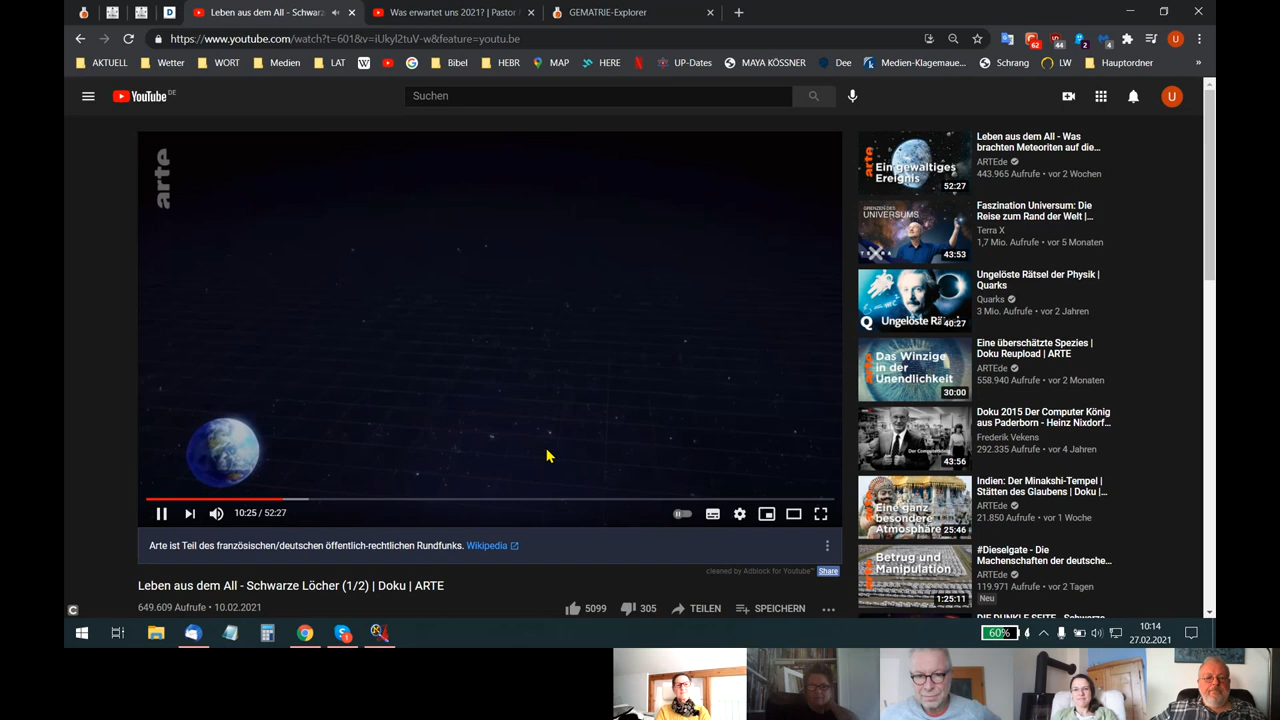 Leben aus dem All - Schwarz
Was erwartet uns 2021? | Pastor
GEMATRIE-Explorer
https://www.youtube.com/watch?t=601&v=iUkyl2tuV-w&feature=youtu.be
62
44
2
4
U
AKTUELL
Wetter
WORT
Medien
LAT
Bibel
HEBR
MAP
HERE
UP-Dates
MAYA KÖSSNER
Dee
Medien-Klagemaue...
Schrang
LW
Hauptordner
YouTube DE
Suchen
U
arte
10:25 / 52:27
Arte ist Teil des französischen/deutschen öffentlich-rechtlichen Rundfunks. Wikipedia
cleaned by Adblock for Youtube™ Share
Leben aus dem All - Schwarze Löcher (1/2) | Doku | ARTE
649.609 Aufrufe • 10.02.2021
5099
305
TEILEN
SPEICHERN
arte
Ein gewaltiges
Ereignis
52:27
Leben aus dem All - Was
brachten Meteoriten auf die...
ARTEde
443.965 Aufrufe • vor 2 Wochen
GRENZEN DES
UNIVERSUMS
43:53
Faszination Universum: Die
Reise zum Rand der Welt |...
Terra X
1,7 Mio. Aufrufe • vor 5 Monaten
Q
40:27
Ungelöste Rätsel der Physik |
Quarks
Quarks
3 Mio. Aufrufe • vor 2 Jahren
arte
Das Winzige
in der
Unendlichkeit
30:00
Eine überschätzte Spezies |
Doku Reupload | ARTE
ARTEde
558.940 Aufrufe • vor 2 Monaten
43:56
Doku 2015 Der Computer König
aus Paderborn - Heinz Nixdorf...
Frederik Vekens
292.335 Aufrufe • vor 4 Jahren
arte
Eine ganz
besondere
Atmosphäre
25:46
Indien: Der Minakshi-Tempel |
Stätten des Glaubens | Doku |...
ARTEde
21.850 Aufrufe • vor 1 Woche
arte
Betrug und
Manipulation
1:25:11
#Dieselgate - Die
Machenschaften der deutsche...
ARTEde
119.971 Aufrufe • vor 2 Tagen
Neu
60%
10:14
27.02.2021